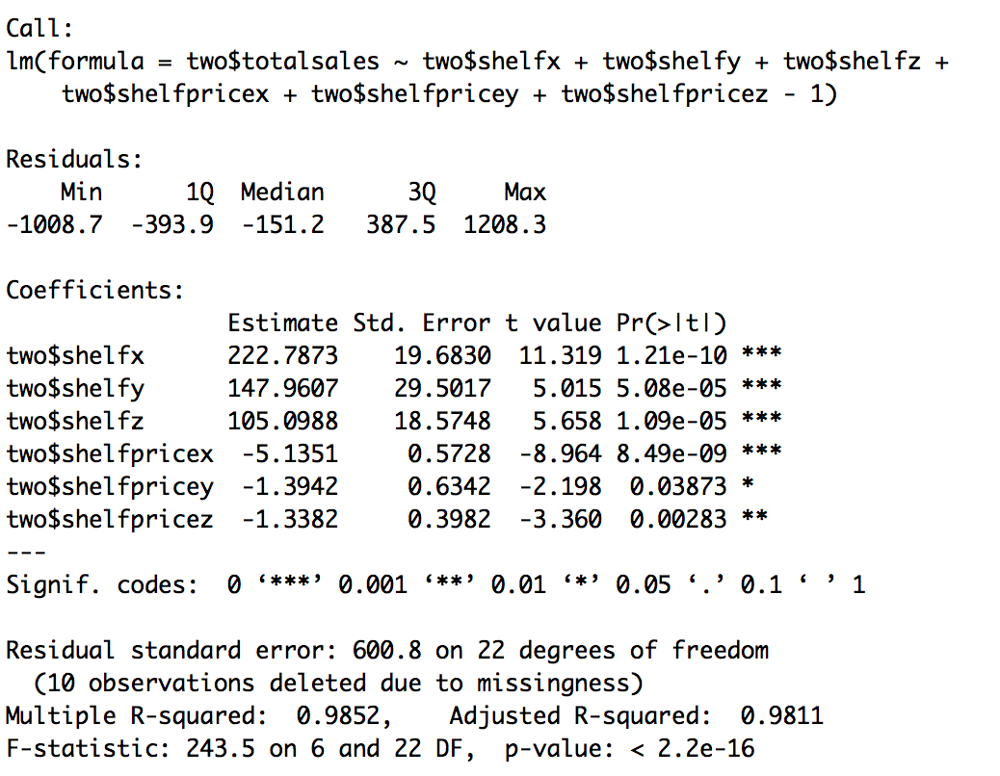 Call:
lm(formula = two$totalsales ~ two$shelfx + two$shelfy + two$shelfz +
    two$shelfpricex + two$shelfpricey + two$shelfpricez - 1)

Residuals:
    Min      1Q  Median      3Q     Max
-1008.7  -393.9  -151.2   387.5  1208.3

Coefficients:
                Estimate Std. Error t value Pr(>|t|)
two$shelfx      222.7873    19.6830  11.319 1.21e-10 ***
two$shelfy      147.9607    29.5017   5.015 5.08e-05 ***
two$shelfz      105.0988    18.5748   5.658 1.09e-05 ***
two$shelfpricex  -5.1351     0.5728  -8.964 8.49e-09 ***
two$shelfpricey  -1.3942     0.6342  -2.198  0.03873 *
two$shelfpricez  -1.3382     0.3982  -3.360  0.00283 **
---
Signif. codes:  0 ‘***’ 0.001 ‘**’ 0.01 ‘*’ 0.05 ‘.’ 0.1 ‘ ’ 1

Residual standard error: 600.8 on 22 degrees of freedom
  (10 observations deleted due to missingness)
Multiple R-squared:  0.9852,    Adjusted R-squared:  0.9811
F-statistic: 243.5 on 6 and 22 DF,  p-value: < 2.2e-16